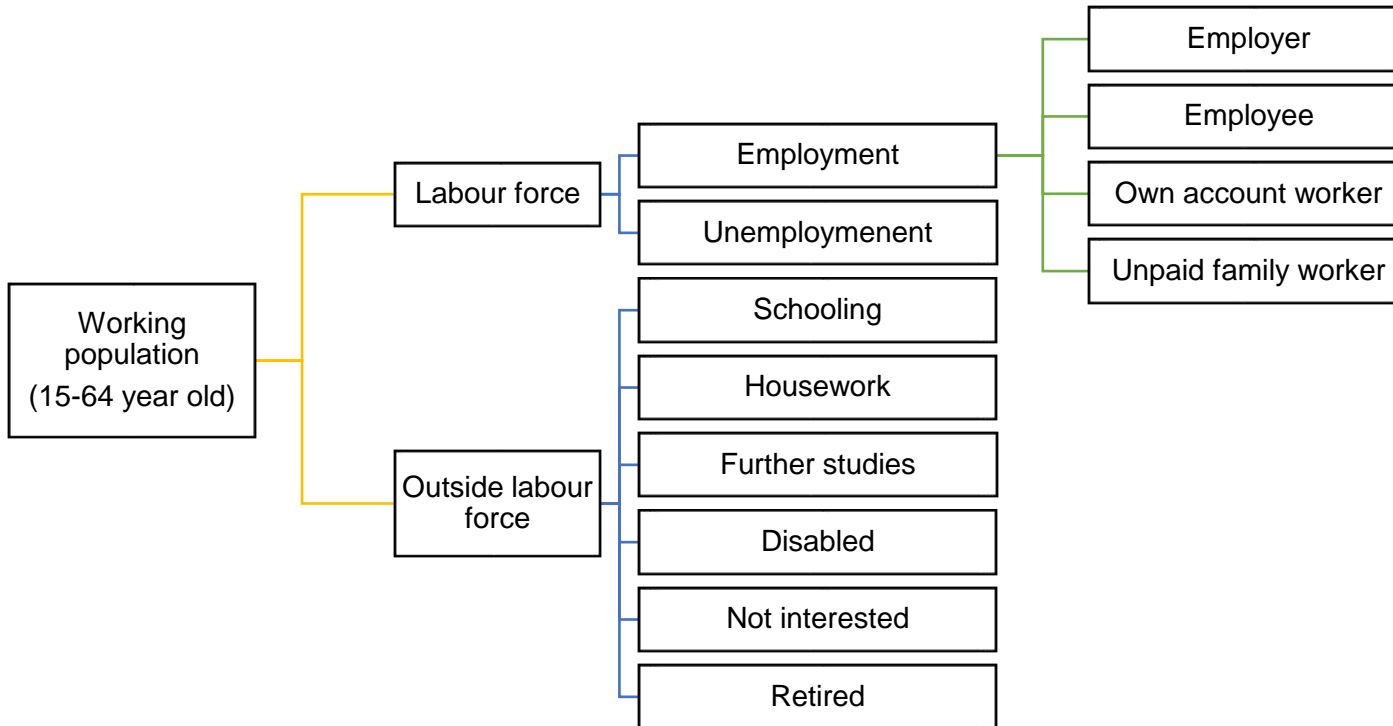 Working
population
(15-64 year old)
Labour force
Outside labour
force
Employment
Unemploymenent
Schooling
Housework
Further studies
Disabled
Not interested
Retired
Employer
Employee
Own account worker
Unpaid family worker